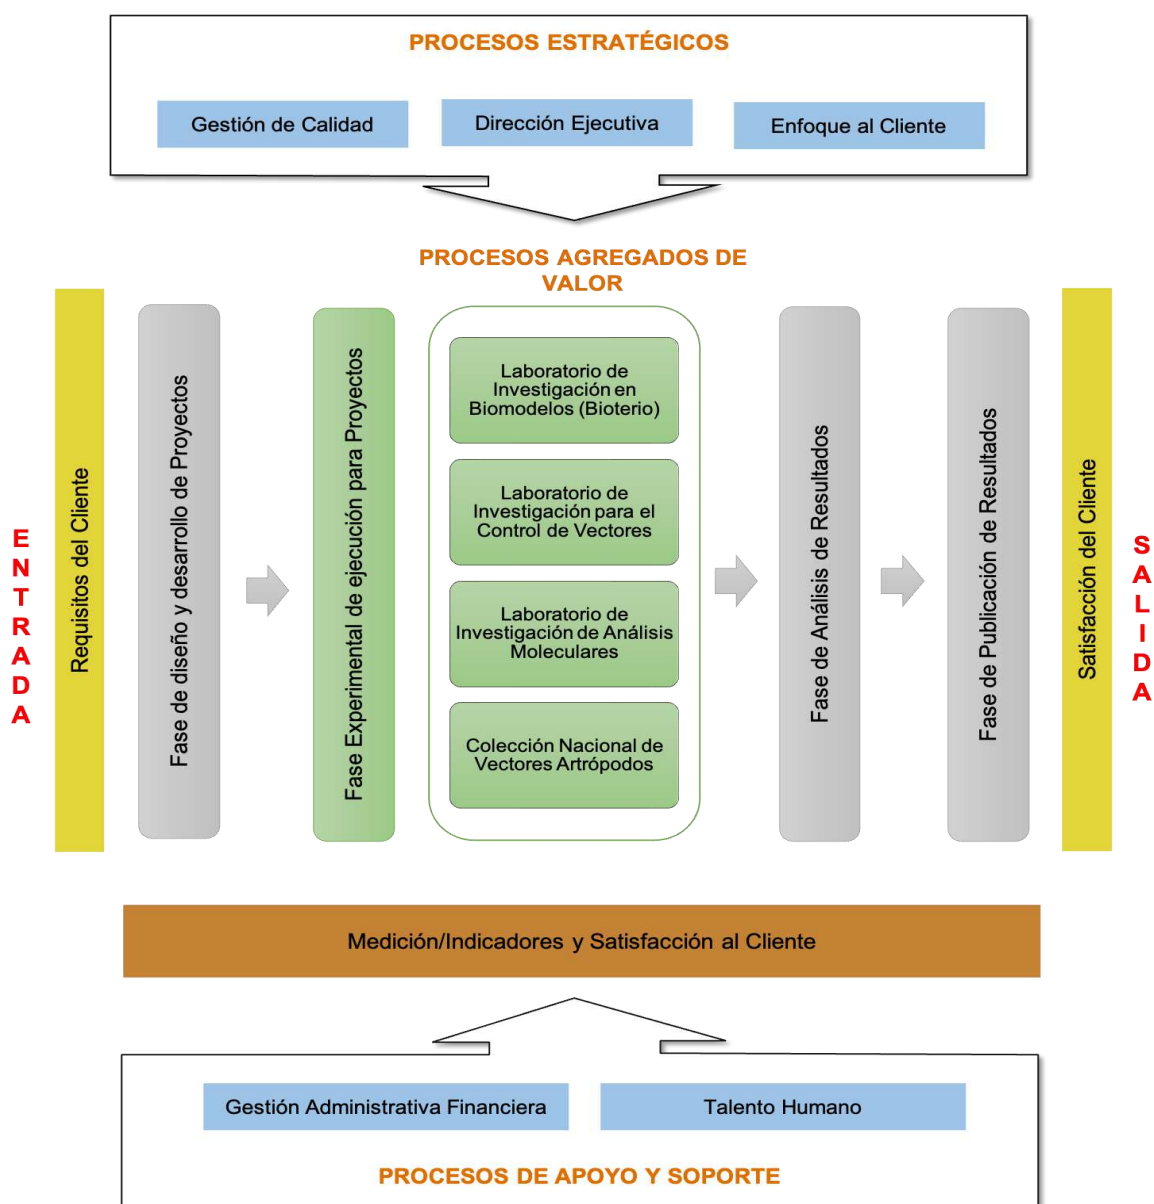 PROCESOS ESTRATÉGICOS
Gestión de Calidad
Dirección Ejecutiva
Enfoque al Cliente
PROCESOS AGREGADOS DE
VALOR
ENTRADA
Requisitos del Cliente
Fase de diseño y desarrollo de Proyectos
Fase Experimental de ejecución para Proyectos
Laboratorio de
Investigación en
Biomodelos (Bioterio)
Laboratorio de
Investigación para el
Control de Vectores
Laboratorio de
Investigación de Análisis
Moleculares
Colección Nacional de
Vectores Artrópodos
Fase de Análisis de Resultados
Fase de Publicación de Resultados
Satisfacción del Cliente
SALIDA
Medición/Indicadores y Satisfacción al Cliente
Gestión Administrativa Financiera
Talento Humano
PROCESOS DE APOYO Y SOPORTE